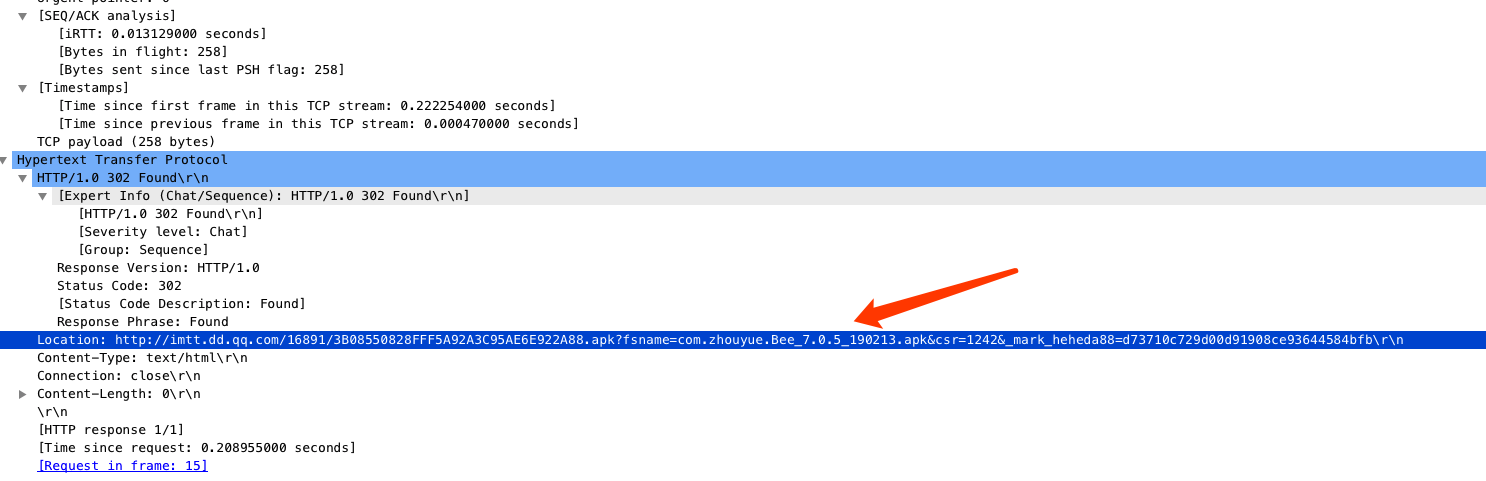 [SEQ/ACK analysis]
[iRTT: 0.013129000 seconds]
[Bytes in flight: 258]
[Bytes sent since last PSH flag: 258]
[Timestamps]
[Time since first frame in this TCP stream: 0.222254000 seconds]
[Time since previous frame in this TCP stream: 0.000470000 seconds]
TCP payload (258 bytes)
Hypertext Transfer Protocol
HTTP/1.0 302 Found\r\n
[Expert Info (Chat/Sequence): HTTP/1.0 302 Found\r\n]
[HTTP/1.0 302 Found\r\n]
[Severity level: Chat]
[Group: Sequence]
Response Version: HTTP/1.0
Status Code: 302
[Status Code Description: Found]
Response Phrase: Found
Location: http://imtt.dd.qq.com/16891/3B08550828FFF5A92A3C95AE6E922A88.apk?fsname=com.zhouyue.Bee_7.0.5_190213.apk&csr=1242&_mark_heheda88=d73710c729d00d91908ce93644584bfb\r\n
Content-Type: text/html\r\n
Connection: close\r\n
Content-Length: 0\r\n
\r\n
[HTTP response 1/1]
[Time since request: 0.208955000 seconds]
[Request in frame: 15]